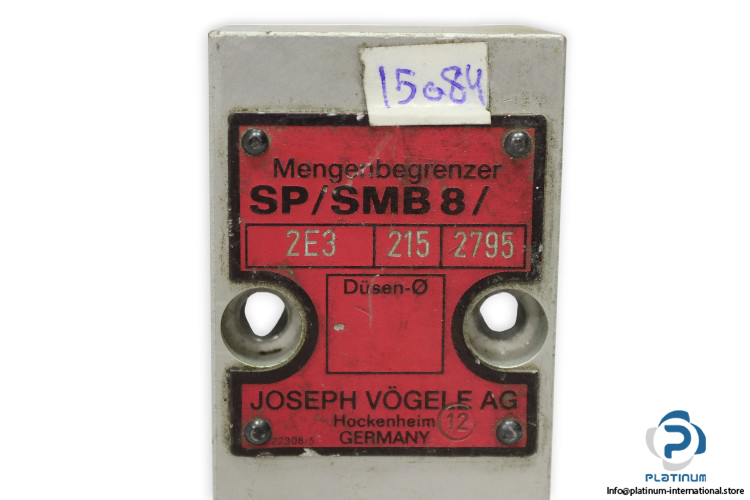 15084
Mengenbegrenzer
SP/SMB 8/
2E3 215 2795
Düsen-Ø
JOSEPH VÖGELE AG
Hockenheim 12
GERMANY
PLATINUM
INTERNATIONAL
Info@platinum-international.store